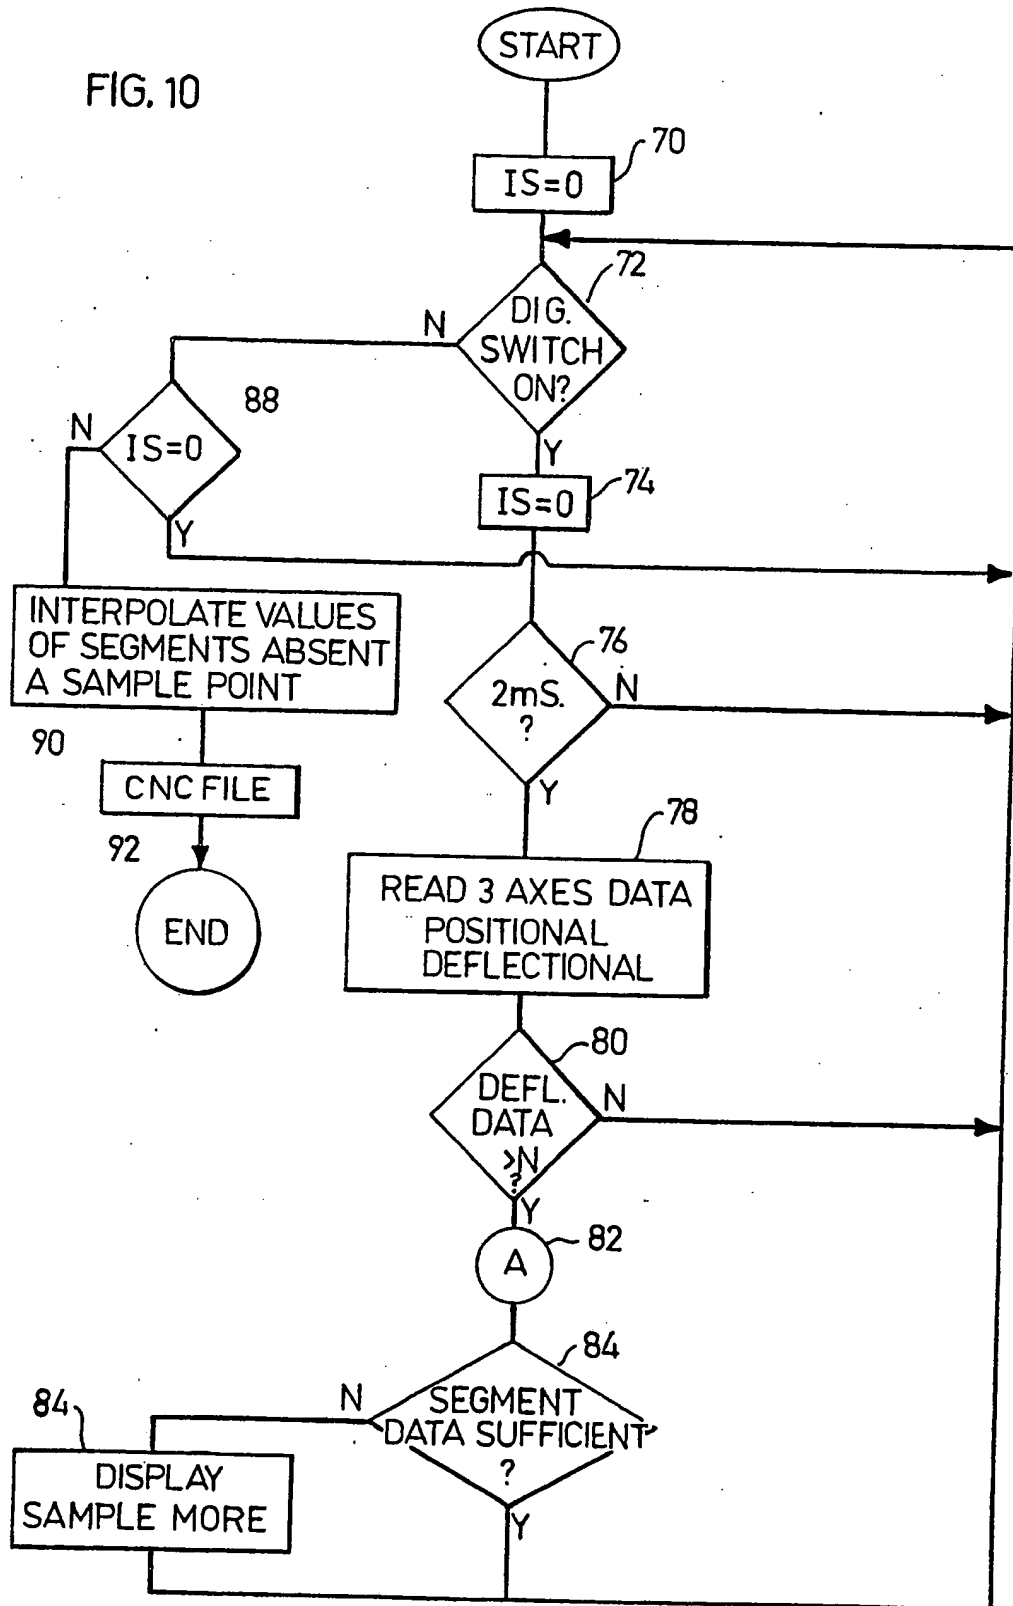 START
FIG. 10
70
IS=0
72
DIG.
SWITCH
ON?
N
88
N
IS=0
Y
74
IS=0
Y
INTERPOLATE VALUES
OF SEGMENTS ABSENT
A SAMPLE POINT
76
2mS.
?
N
Y
90
CNC FILE
92
END
78
READ 3 AXES DATA
POSITIONAL
DEFLECTIONAL
80
DEFL.
DATA
>N
?
N
Y
82
A
84
SEGMENT
DATA SUFFICIENT
?
N
Y
84
DISPLAY
SAMPLE MORE